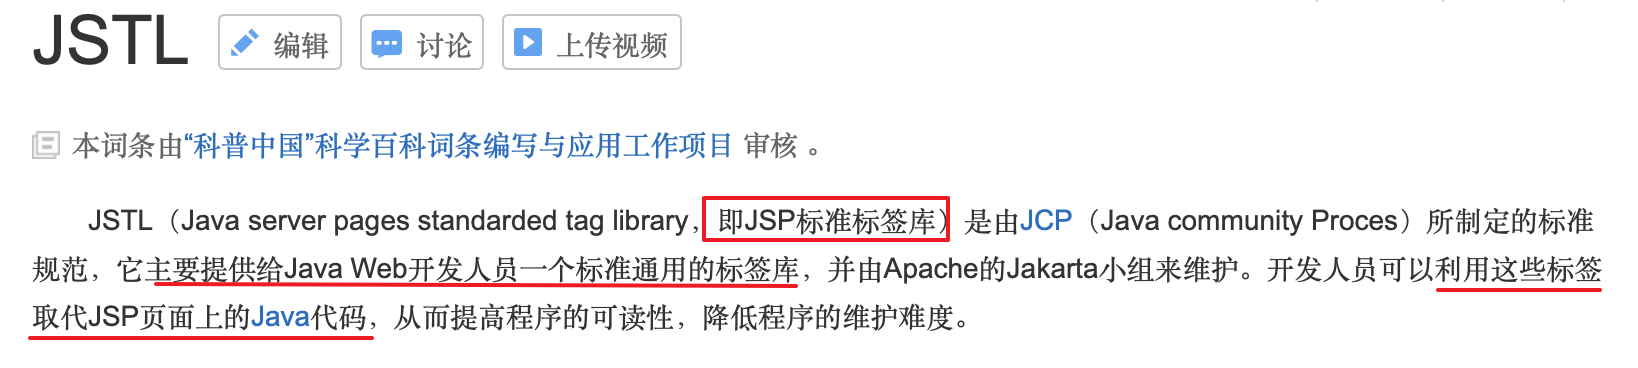 JSTL 编辑 讨论 上传视频
本词条由“科普中国”科学百科词条编写与应用工作项目 审核 。
JSTL（Java server pages standarded tag library，即JSP标准标签库）是由JCP（Java community Proces）所制定的标准
规范，它主要提供给Java Web开发人员一个标准通用的标签库，并由Apache的Jakarta小组来维护。开发人员可以利用这些标签
取代JSP页面上的Java代码，从而提高程序的可读性，降低程序的维护难度。